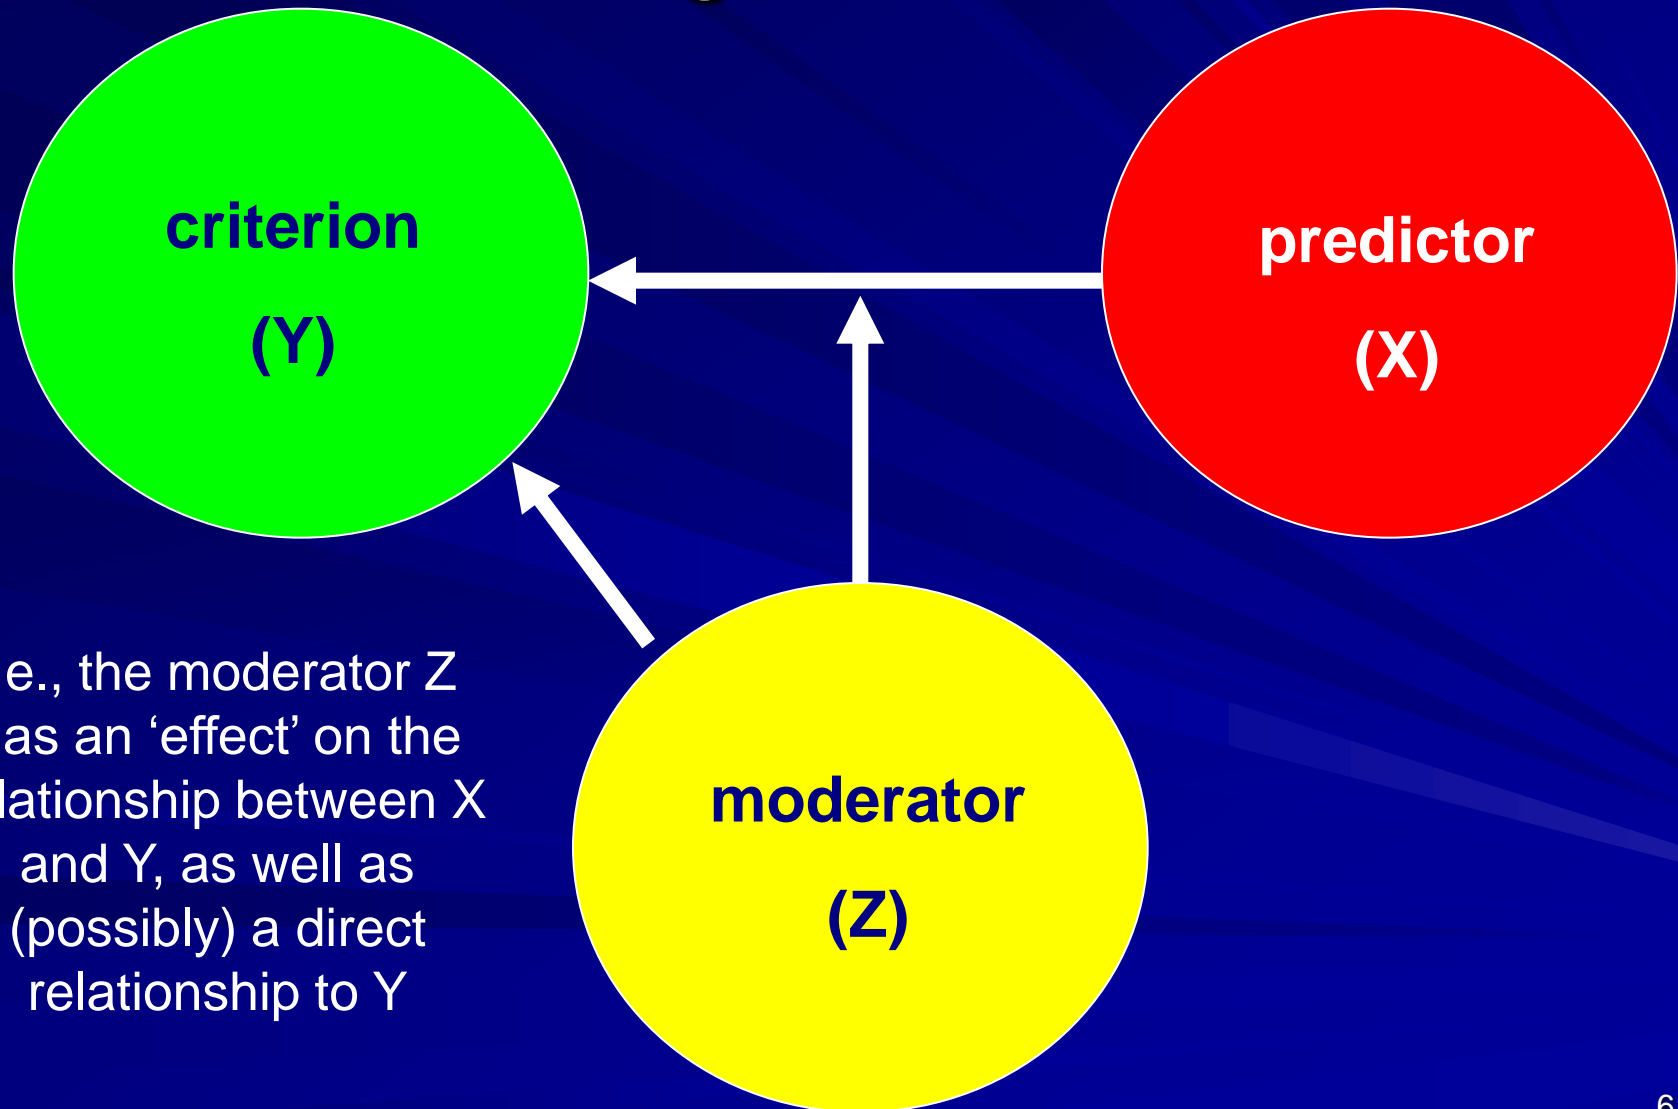 criterion
(Y)
predictor
(X)
e., the moderator Z
as an ‘effect’ on the
lationship between X
and Y, as well as
(possibly) a direct
relationship to Y
moderator
(Z)
6